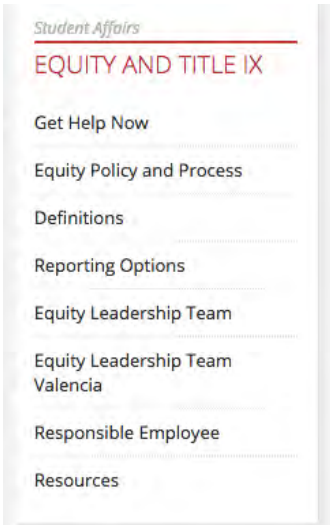 Student Affairs
EQUITY AND TITLE IX
Get Help Now
Equity Policy and Process
Definitions
Reporting Options
Equity Leadership Team
Equity Leadership Team
Valencia
Responsible Employee
Resources